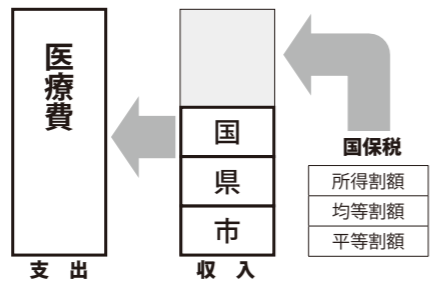 医療費
国
県
市
国保税
所得割額
均等割額
平等割額
支 出
収 入